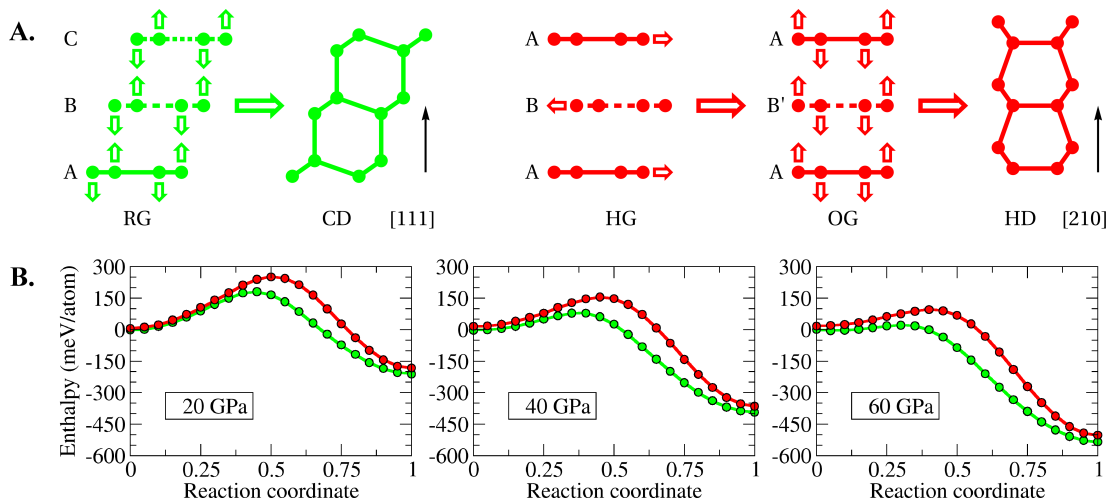 A.
C
B
A
RG
CD
[111]
A
B
A
HG
A
B'
A
OG
HD
[210]
B.
Enthalpy (meV/atom)
300
150
0
-150
-300
-450
-600
20 GPa
0 0.25 0.5 0.75 1
Reaction coordinate
300
150
0
-150
-300
-450
-600
40 GPa
0 0.25 0.5 0.75 1
Reaction coordinate
300
150
0
-150
-300
-450
-600
60 GPa
0 0.25 0.5 0.75 1
Reaction coordinate